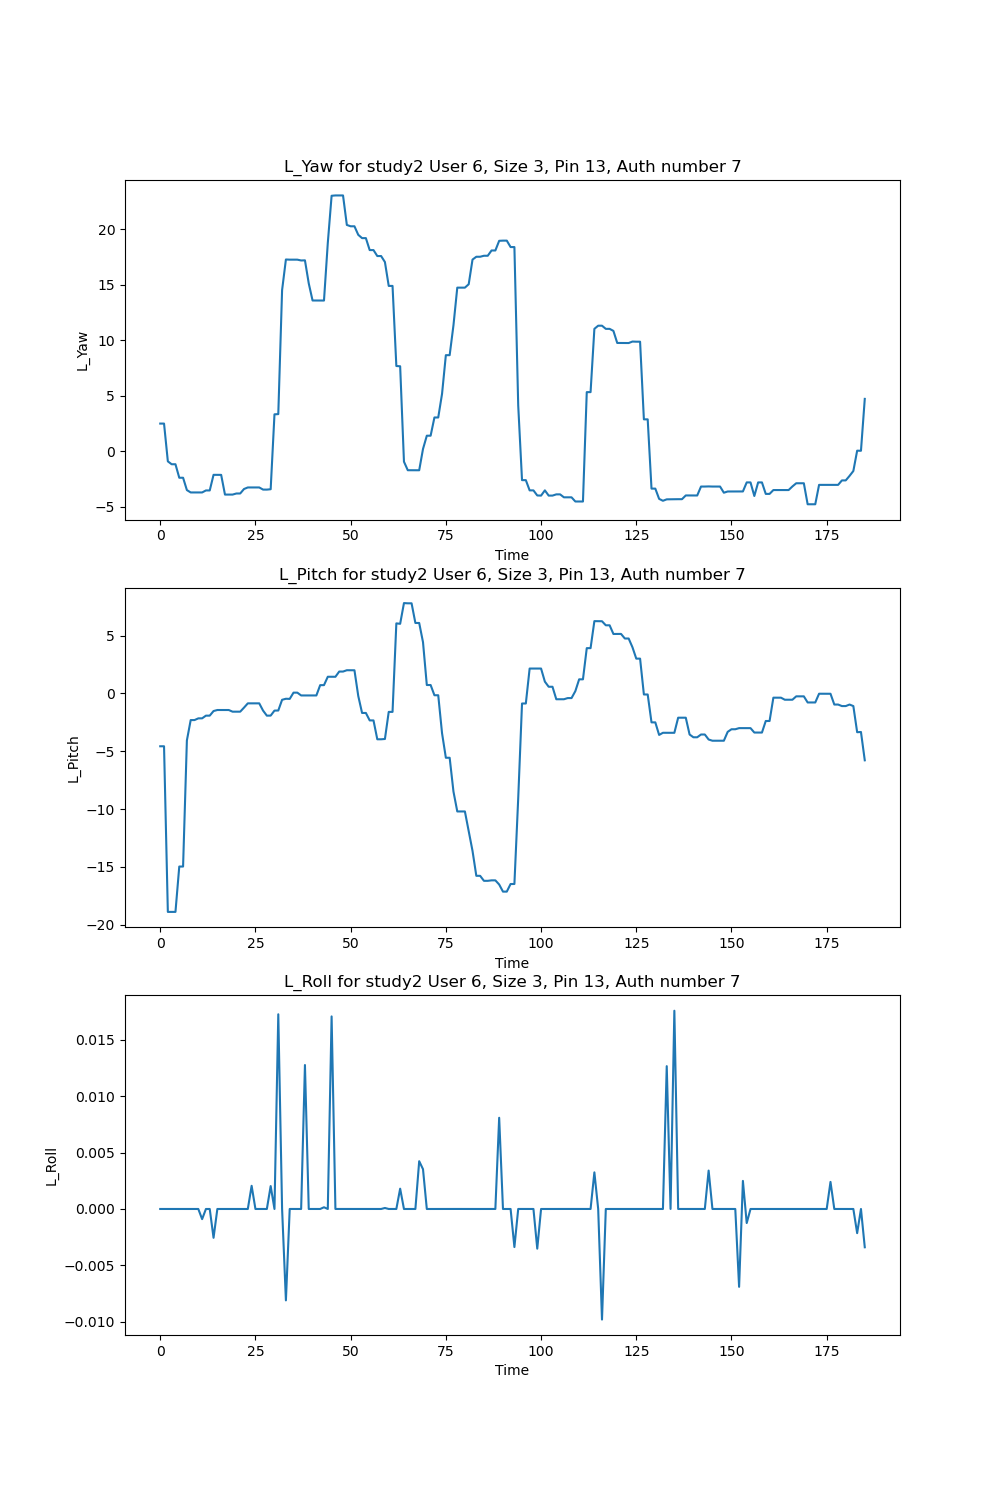 L_Yaw for study2 User 6, Size 3, Pin 13, Auth number 7
20
15
10
5
0
−5
L_Yaw
0 25 50 75 100 125 150 175
Time
L_Pitch for study2 User 6, Size 3, Pin 13, Auth number 7
5
0
−5
−10
−15
−20
L_Pitch
0 25 50 75 100 125 150 175
Time
L_Roll for study2 User 6, Size 3, Pin 13, Auth number 7
0.015
0.010
0.005
0.000
−0.005
−0.010
L_Roll
0 25 50 75 100 125 150 175
Time